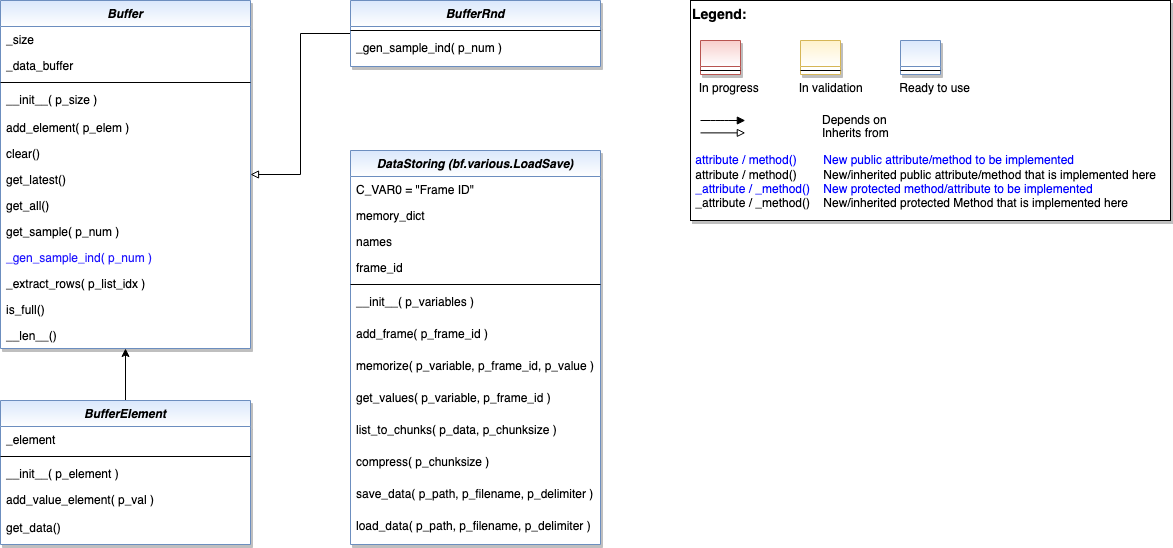 Buffer
_size
_data_buffer
__init__( p_size )
add_element( p_elem )
clear()
get_latest()
get_all()
get_sample( p_num )
_gen_sample_ind( p_num )
_extract_rows( p_list_idx )
is_full()
__len__()
BufferElement
_element
__init__( p_element )
add_value_element( p_val )
get_data()
BufferRnd
_gen_sample_ind( p_num )
DataStoring (bf.various.LoadSave)
C_VAR0 = "Frame ID"
memory_dict
names
frame_id
__init__( p_variables )
add_frame( p_frame_id )
memorize( p_variable, p_frame_id, p_value )
get_values( p_variable, p_frame_id )
list_to_chunks( p_data, p_chunksize )
compress( p_chunksize )
save_data( p_path, p_filename, p_delimiter )
load_data( p_path, p_filename, p_delimiter )
Legend:
In progress In validation Ready to use
Depends on
Inherits from
attribute / method() New public attribute/method to be implemented
attribute / method() New/inherited public attribute/method that is implemented here
_attribute / _method() New protected method/attribute to be implemented
_attribute / _method() New/inherited protected Method that is implemented here